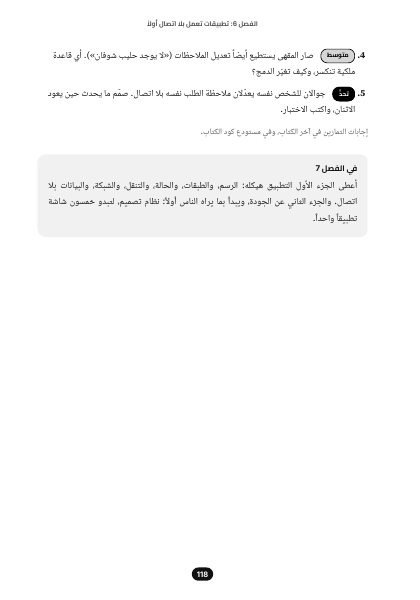 الفصل 6: تطبيقات تعمل بلا اتصال أولاً
4. متوسط صار المقهى يستطيع أيضاً تعديل الملاحظات («لا يوجد حليب شوفان»). أي قاعدة
ملكية تنكسر، وكيف تغيّر الدمج؟
5. تحدٍّ جوالان للشخص نفسه يعدّلان ملاحظة الطلب نفسه بلا اتصال. صمّم ما يحدث حين يعود
الاثنان، واكتب الاختبار.
إجابات التمارين في آخر الكتاب، وفي مستودع كود الكتاب.
في الفصل 7
أعطى الجزء الأول التطبيق هيكله: الرسم، والطبقات، والحالة، والتنقل، والشبكة، والبيانات بلا
اتصال. والجزء الثاني عن الجودة، ويبدأ بما يراه الناس أولاً: نظام تصميم، لتبدو خمسون شاشة
تطبيقاً واحداً.
118